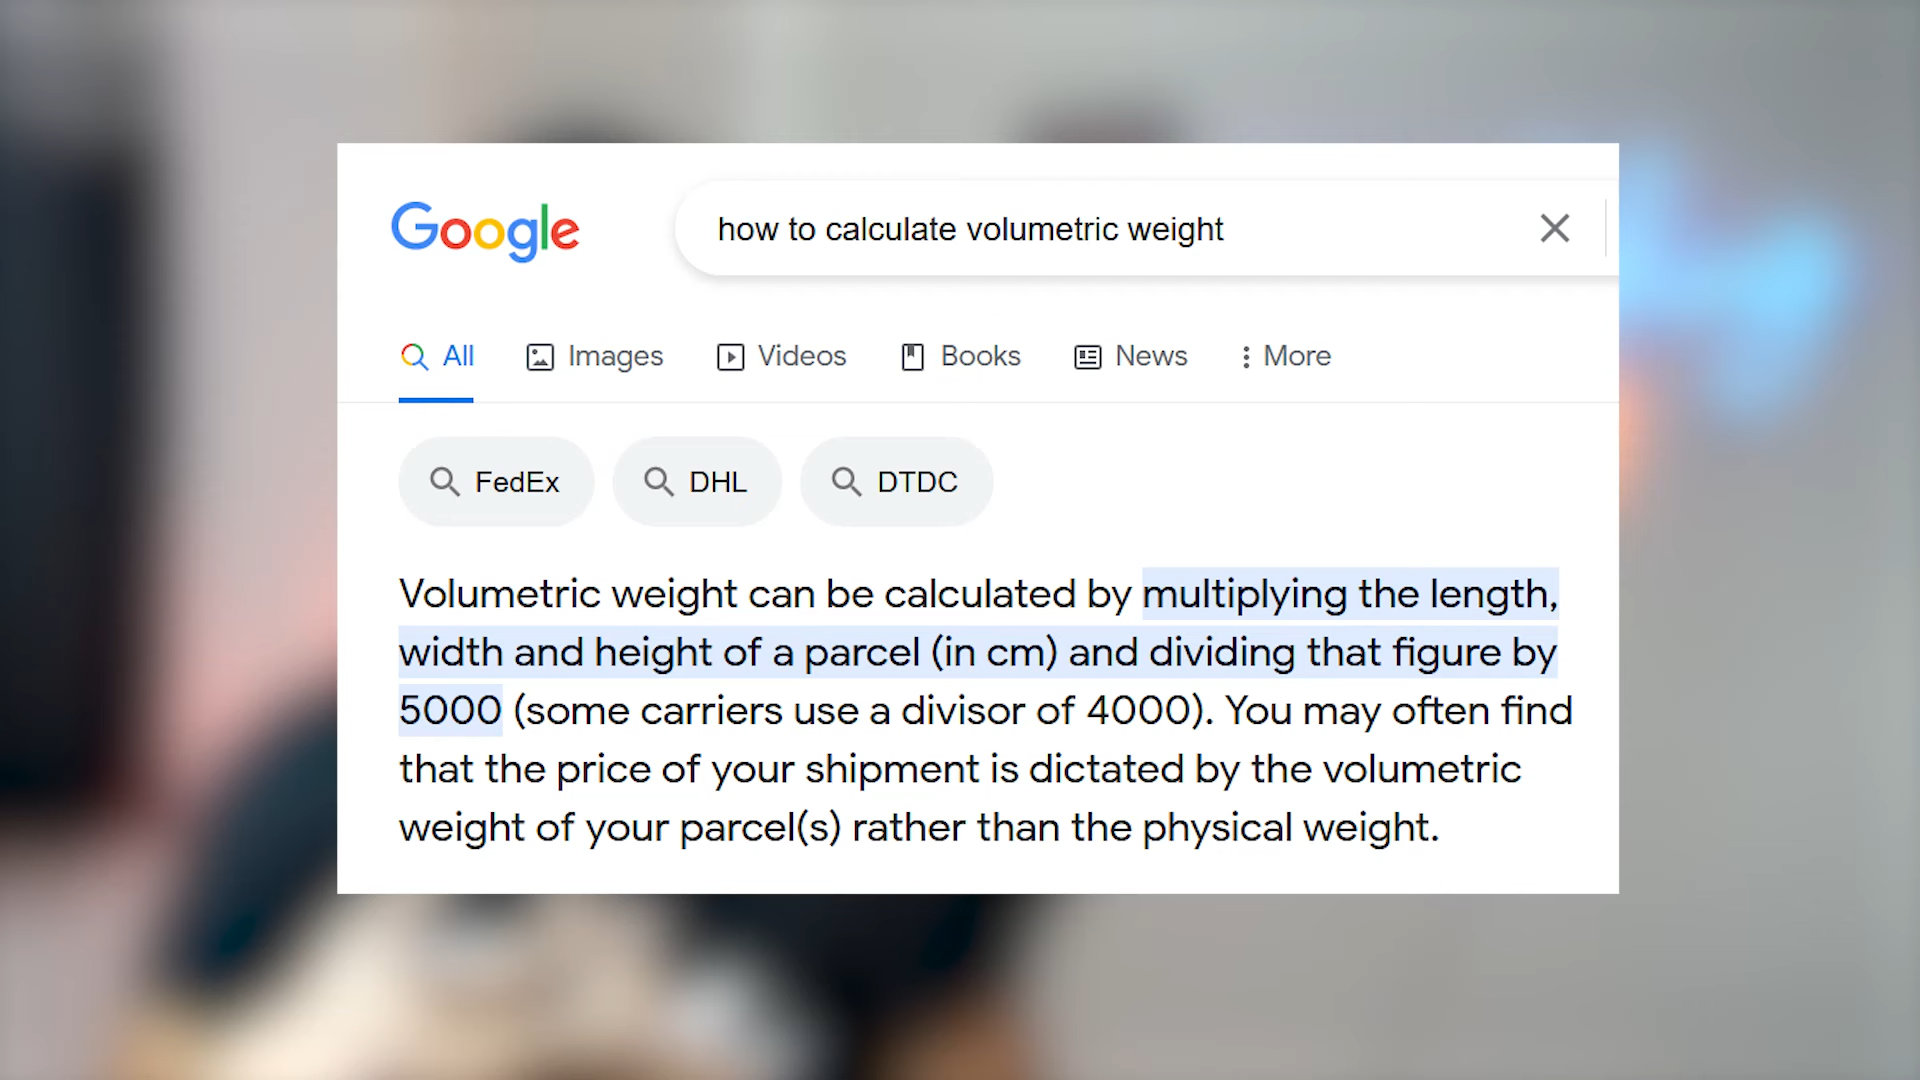 Google
how to calculate volumetric weight
All Images Videos Books News More
FedEx DHL DTDC
Volumetric weight can be calculated by multiplying the length,
width and height of a parcel (in cm) and dividing that figure by
5000 (some carriers use a divisor of 4000). You may often find
that the price of your shipment is dictated by the volumetric
weight of your parcel(s) rather than the physical weight.